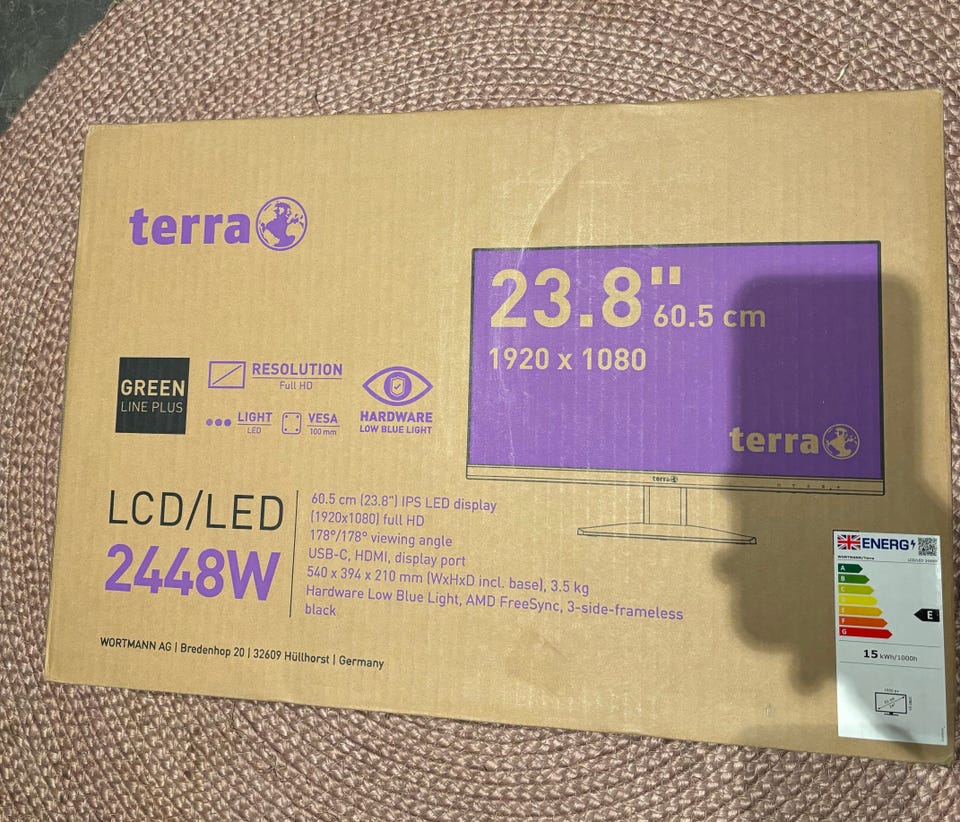 terra
23.8" 60.5 cm
1920 x 1080
terra
terra
GREEN
LINE PLUS
RESOLUTION
Full HD
LIGHT
LED
VESA
100 mm
HARDWARE
LOW BLUE LIGHT
LCD/LED
2448W
60.5 cm (23.8") IPS LED display
(1920x1080) full HD
178°/178° viewing angle
USB-C, HDMI, display port
540 x 394 x 210 mm (WxHxD incl. base), 3.5 kg
Hardware Low Blue Light, AMD FreeSync, 3-side-frameless
black
WORTMANN AG | Bredenhop 20 | 32609 Hüllhorst | Germany
ENERG
WORTMANN/Terra
A
B
C
D
E
F
G
E
15 kWh/1000h